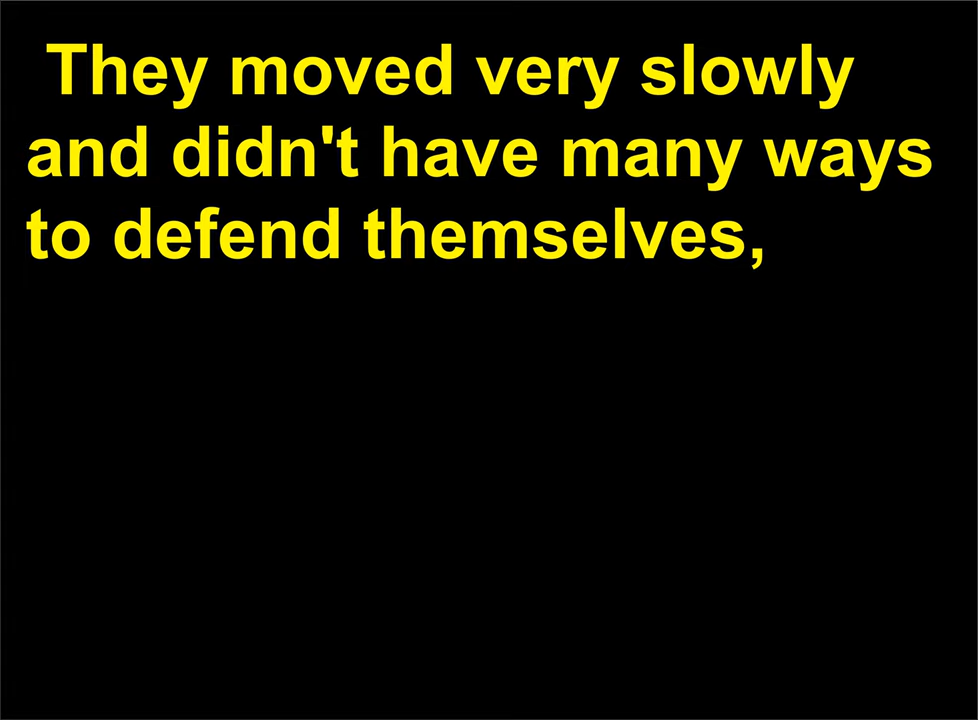 They moved very slowly
and didn't have many ways
to defend themselves,